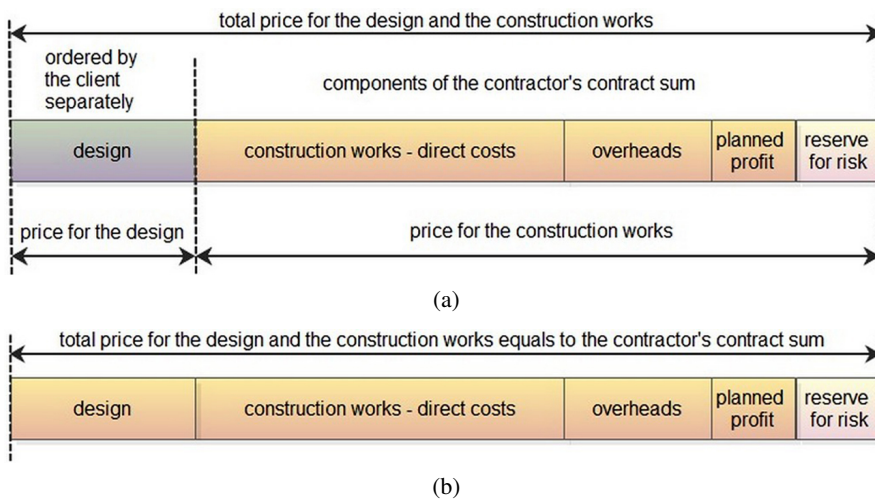 total price for the design and the construction works
ordered by
the client
separately
components of the contractor's contract sum
design
construction works - direct costs
overheads
planned
profit
reserve
for risk
price for the design
price for the construction works
(a)
total price for the design and the construction works equals to the contractor's contract sum
design
construction works - direct costs
overheads
planned
profit
reserve
for risk
(b)